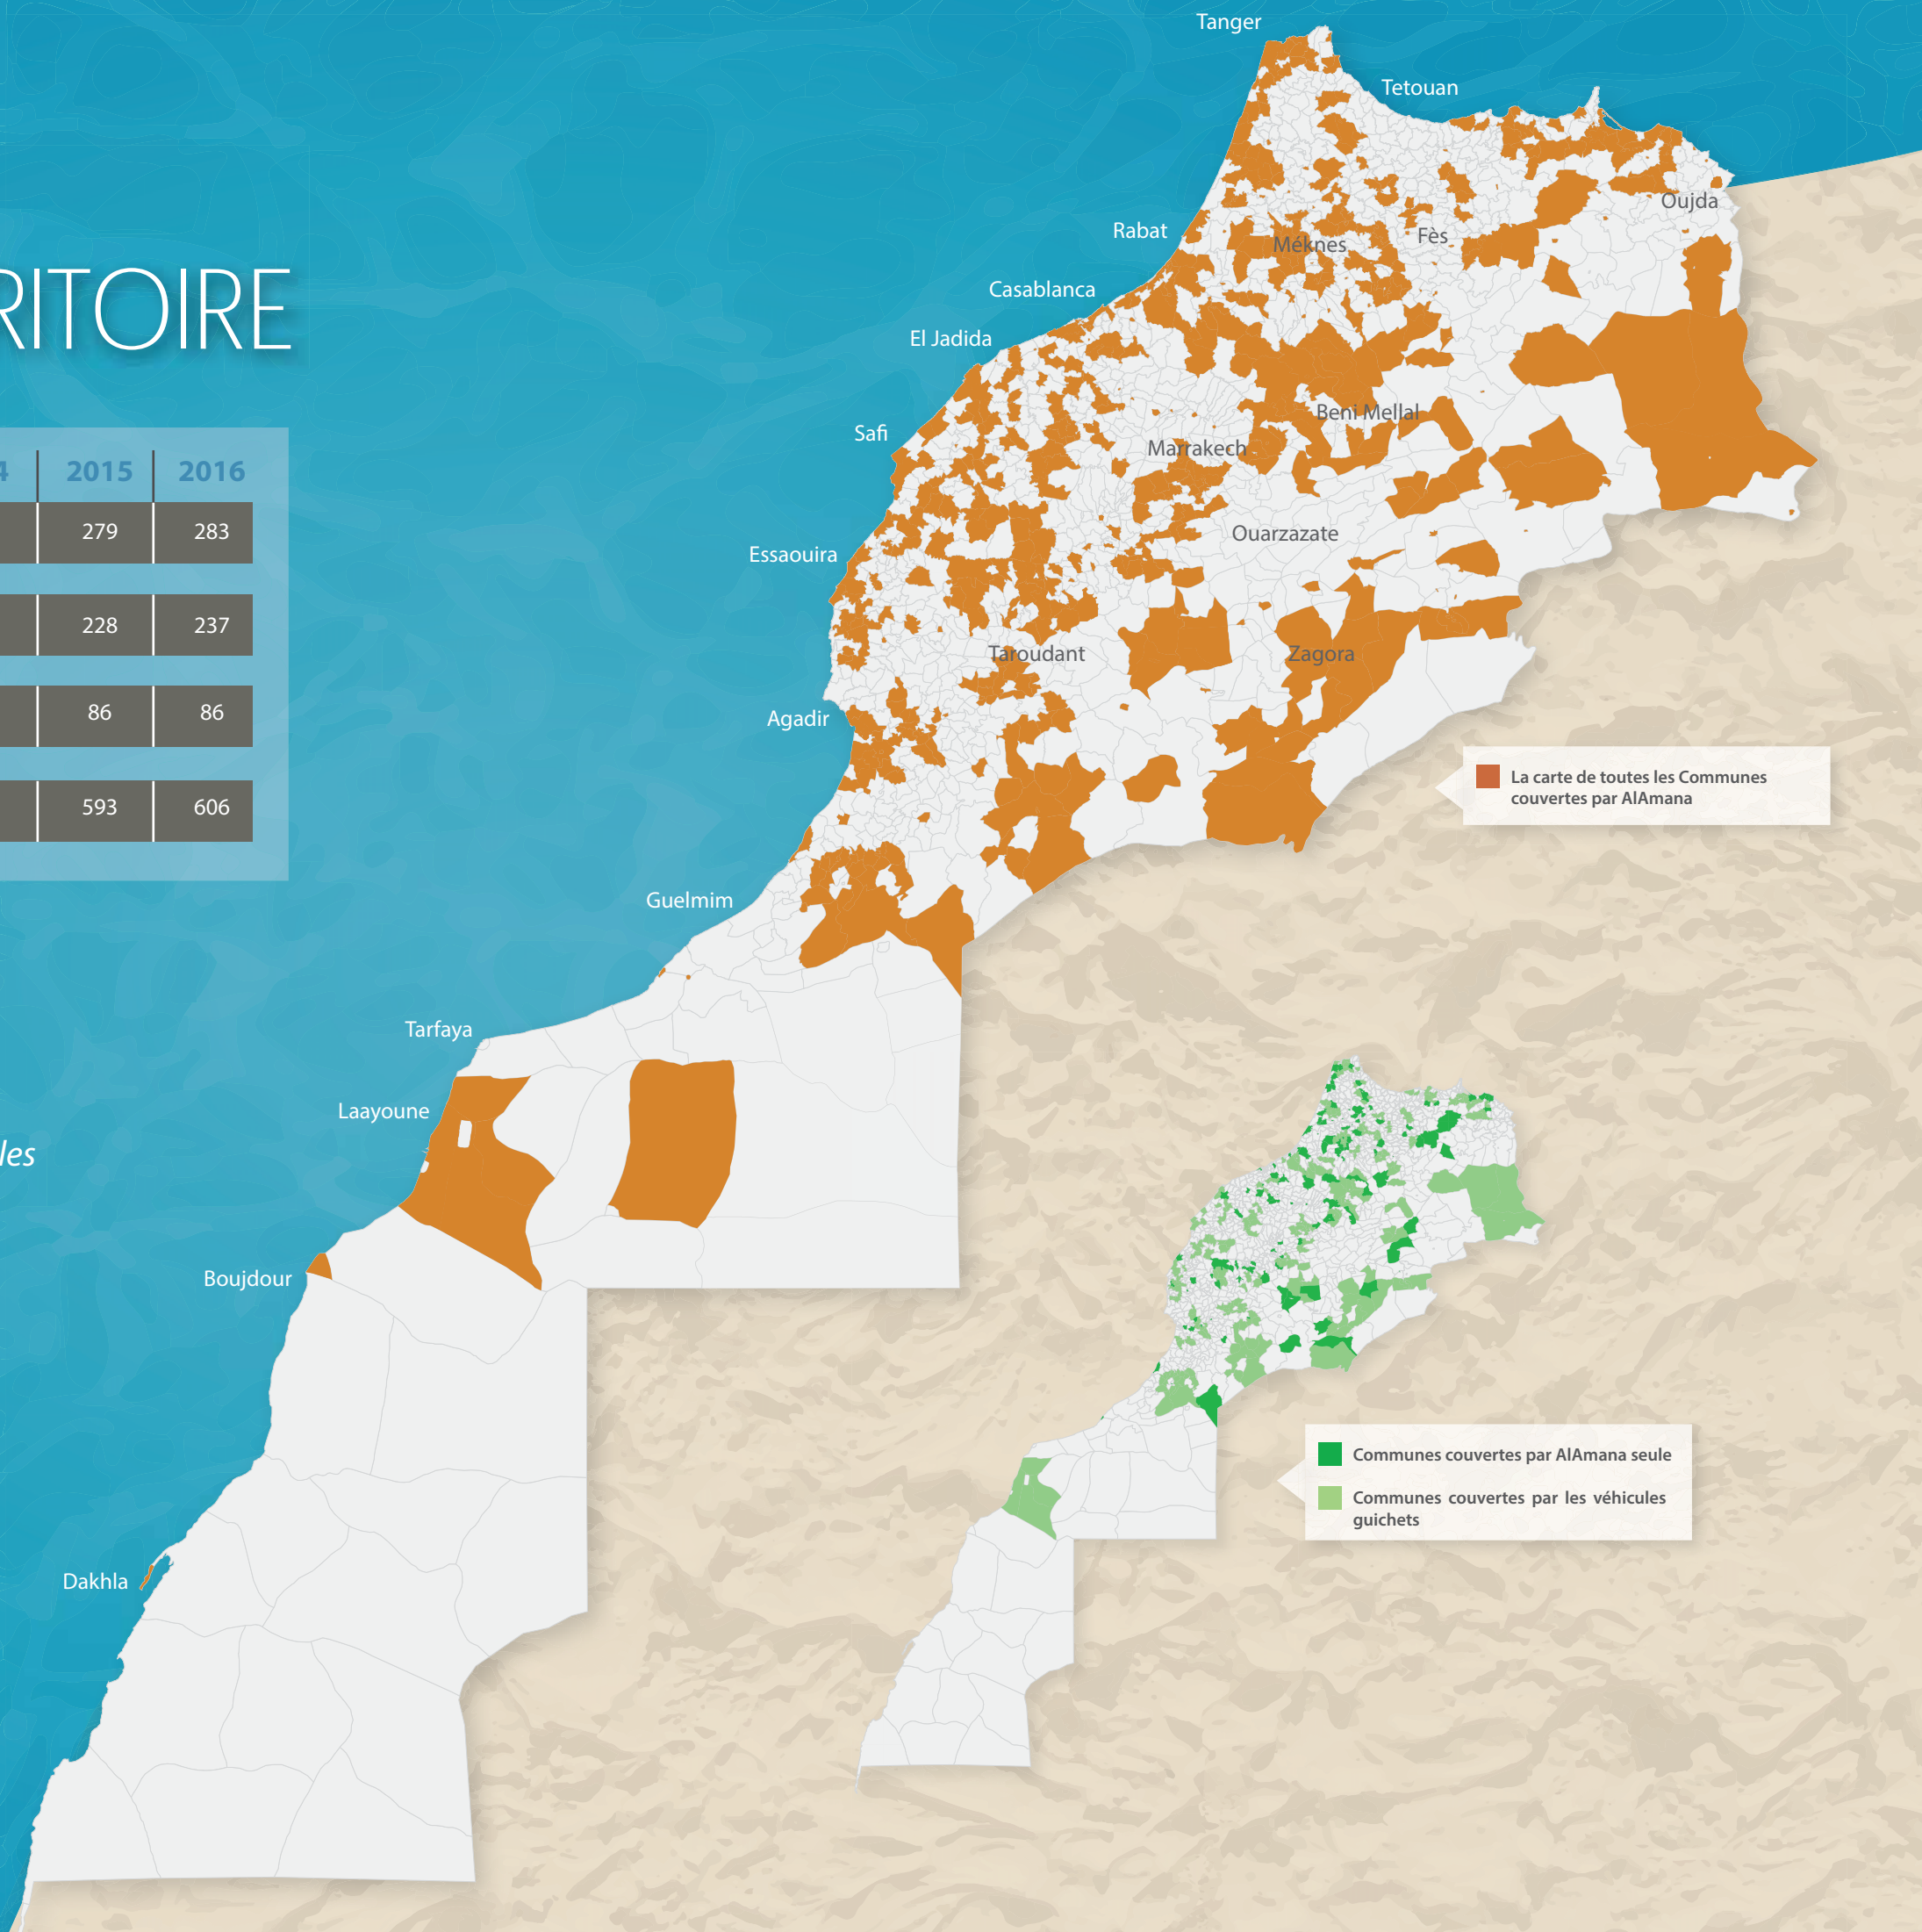 RITOIRE
4 2015 2016
279 283
228 237
86 86
593 606
les
Tanger
Tetouan
Oujda
Rabat
Méknes
Fès
Casablanca
El Jadida
Beni Mellal
Safi
Marrakech
Ouarzazate
Essaouira
Taroudant
Zagora
Agadir
La carte de toutes les Communes
couvertes par AlAmana
Guelmim
Tarfaya
Laayoune
Boujdour
Communes couvertes par AlAmana seule
Communes couvertes par les véhicules
guichets
Dakhla